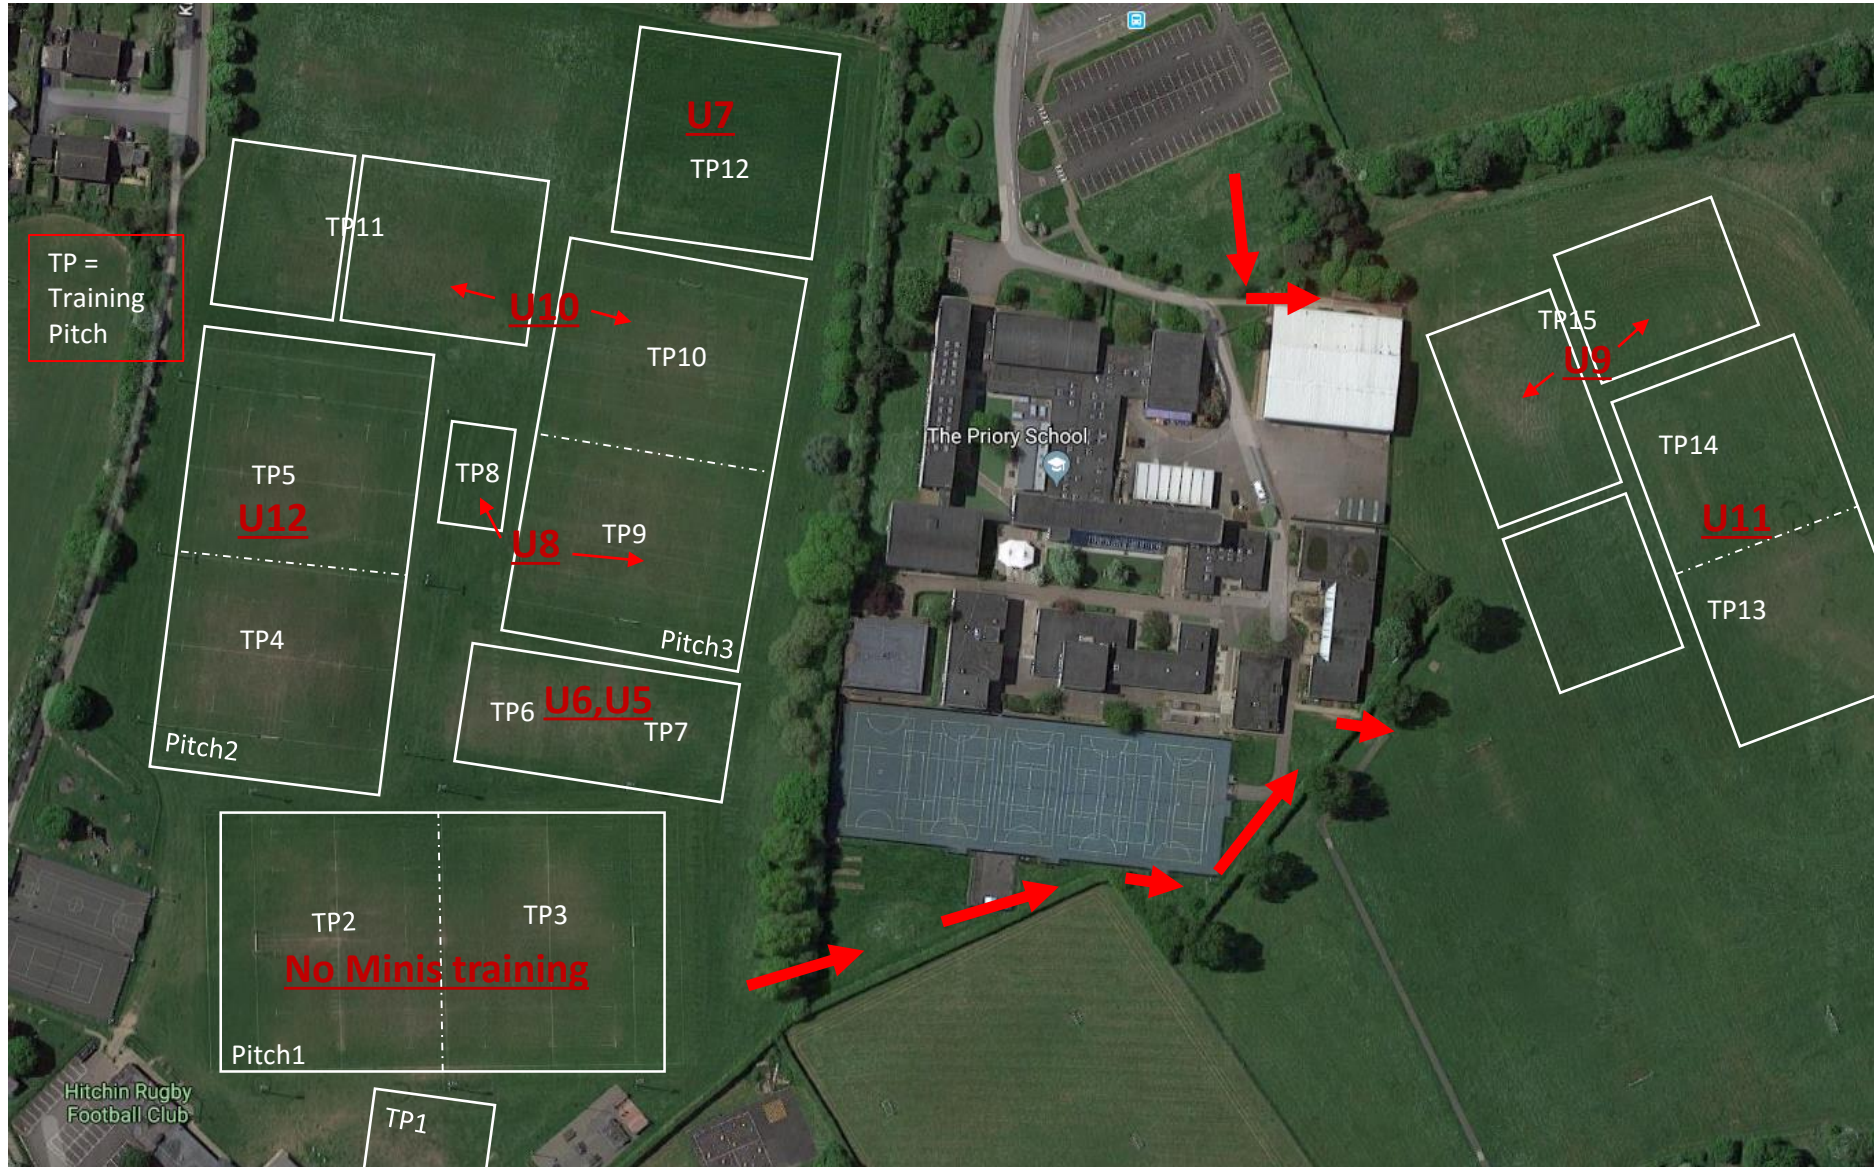 K
U7
TP12
TP11
TP =
Training
Pitch
U10
TP10
TP15
U9
The Priory School
TP14
TP5
U12
TP8
TP9
U8
U11
TP13
TP4
Pitch3
TP6
U6,U5
TP7
Pitch2
TP2
TP3
No Minis training
Pitch1
Hitchin Rugby
Football Club
TP1